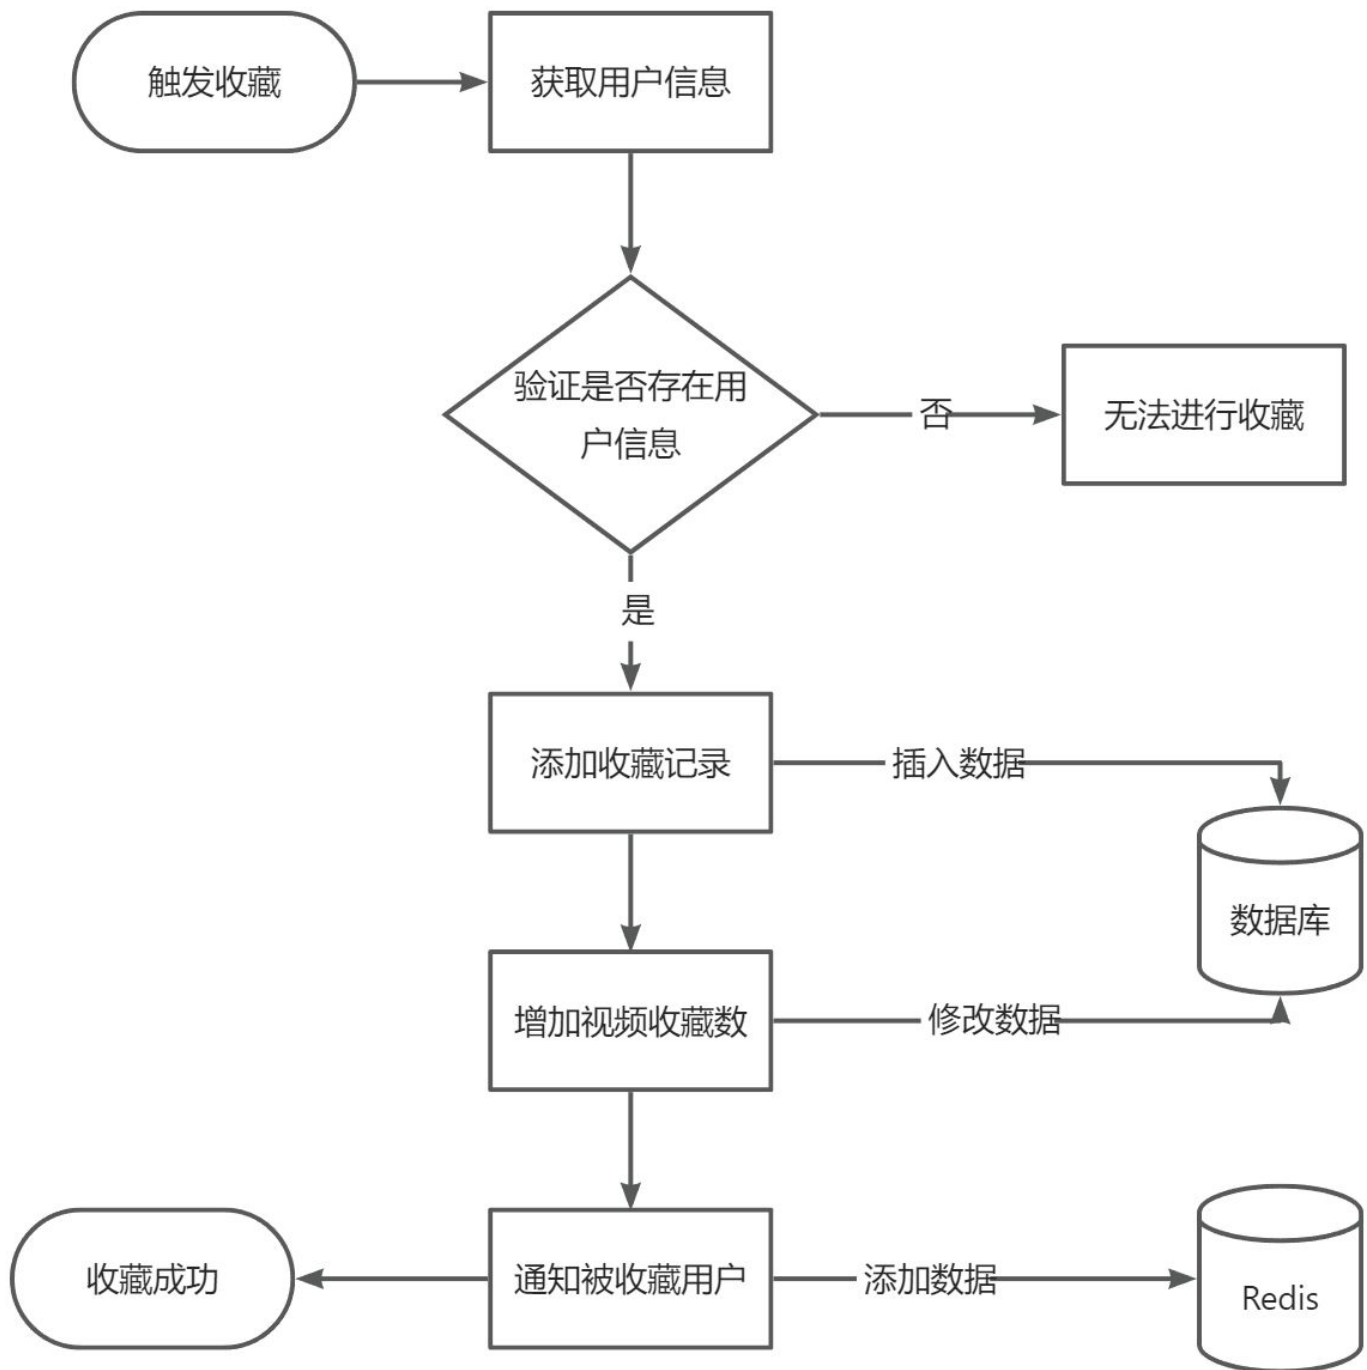 触发收藏
获取用户信息
验证是否存在用
户信息
否
无法进行收藏
是
添加收藏记录
插入数据
数据库
增加视频收藏数
修改数据
收藏成功
通知被收藏用户
添加数据
Redis